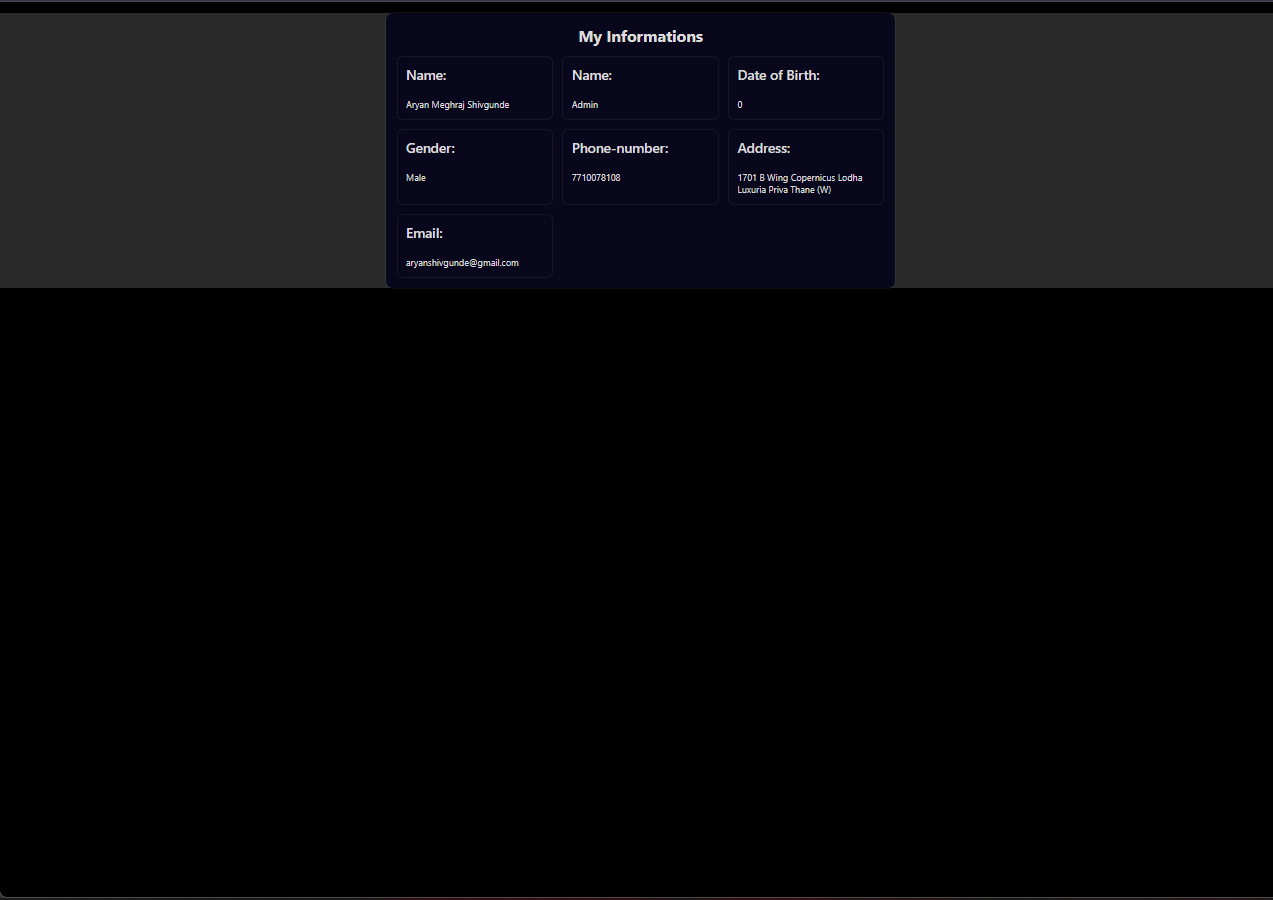 My Informations
Name:
Aryan Meghraj Shivgunde
Name:
Admin
Date of Birth:
0
Gender:
Male
Phone-number:
7710078108
Address:
1701 B Wing Copernicus Lodha
Luxuria Priva Thane (W)
Email:
aryanshivgunde@gmail.com